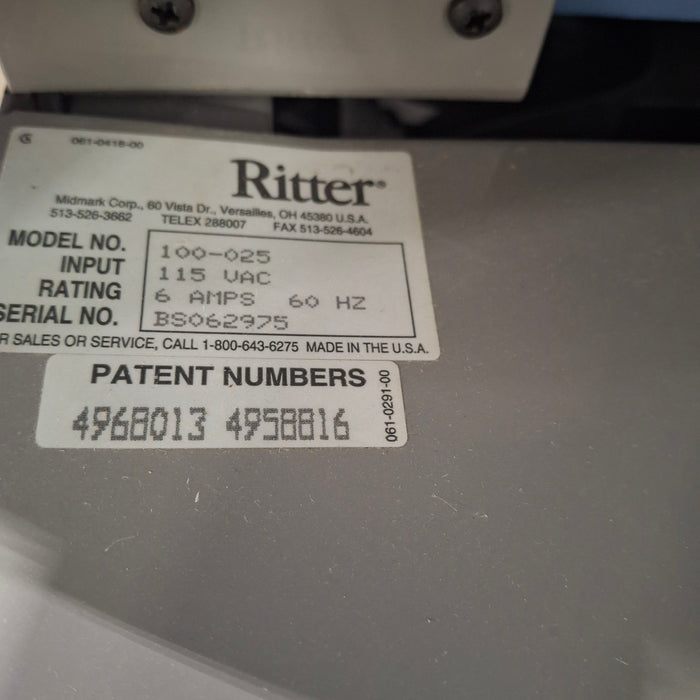 061-0418-00
Ritter®
Midmark Corp., 60 Vista Dr., Versailles, OH 45380 U.S.A.
513-526-3662 TELEX 288007 FAX 513-526-4604
MODEL NO. 100-025
INPUT 115 VAC
RATING 6 AMPS 60 HZ
SERIAL NO. BS062975
R SALES OR SERVICE, CALL 1-800-643-6275 MADE IN THE U.S.A.
PATENT NUMBERS
4968013 4958816
061-0291-00